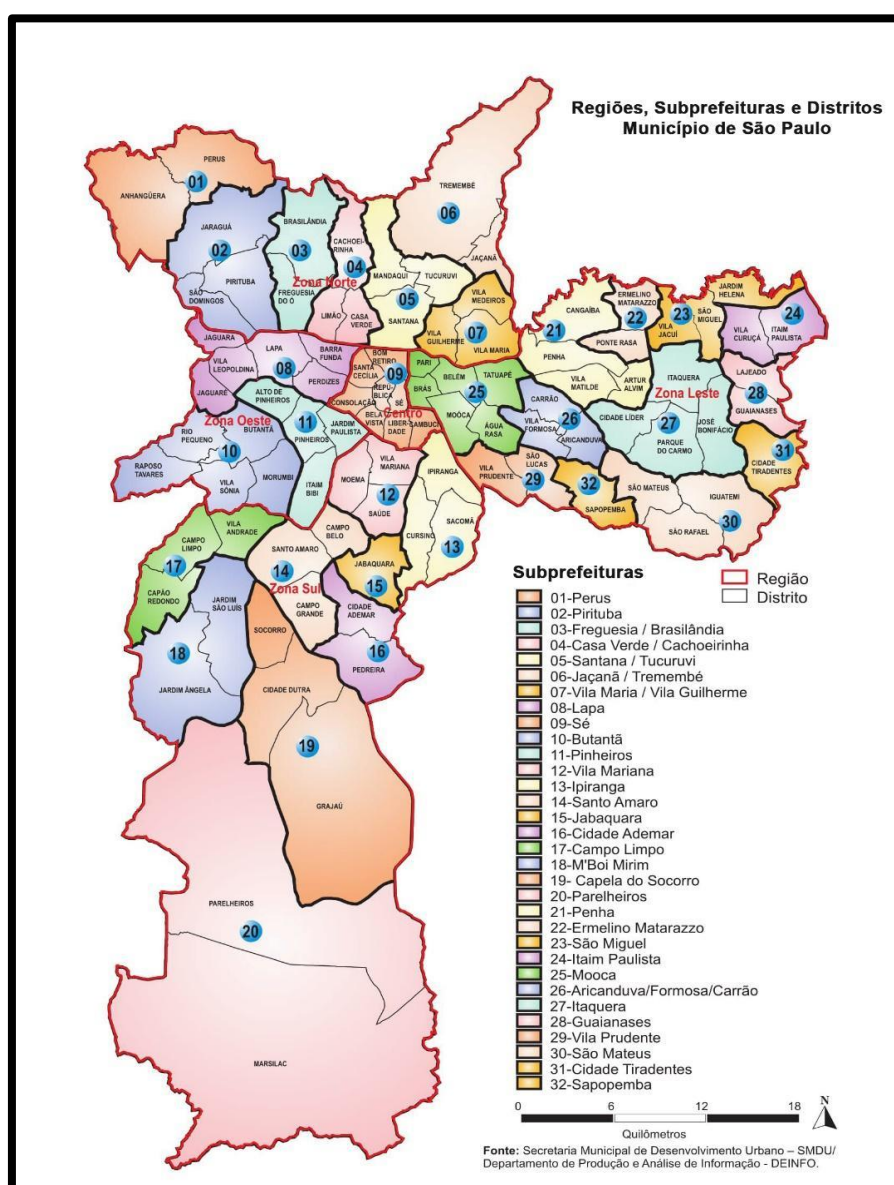 Regiões, Subprefeituras e Distritos
Município de São Paulo
PERUS
01
ANHANGÜERA
TREMEMBÉ
06
JAÇANÃ
JARAGUÁ
02
PIRITUBA
SÃO
DOMINGOS
BRASILÂNDIA
03
FREGUESIA
DO Ó
Zona Norte
CACHOEI-
RINHA
04
LIMÃO
CASA
VERDE
MANDAQUI
TUCURUVI
05
SANTANA
VILA
MEDEIROS
07
VILA
GUILHERME
VILA MARIA
CANGAÍBA
21
PENHA
VILA
MATILDE
ARTUR
ALVIM
ERMELINO
MATARAZZO
22
PONTE RASA
JARDIM
HELENA
23
SÃO
MIGUEL
VILA
JACUÍ
24
VILA
CURUÇÁ
ITAIM
PAULISTA
JAGUARA
VILA
LEOPOLDINA
LAPA
08
BARRA
FUNDA
PERDIZES
JAGUARÉ
BOM
RETIRO
09
SANTA
CECÍLIA
REPÚ-
BLICA
SÉ
CONSOLAÇÃO
BELA
VISTA
LIBER-
DADE
Centro
CAMBUCI
PARI
BRÁS
BELÉM
TATUAPÉ
25
MOÓCA
ÁGUA
RASA
CARRÃO
26
VILA
FORMOSA
ARICANDUVA
ITAQUERA
Zona Leste
CIDADE LÍDER
27
PARQUE
DO CARMO
JOSÉ
BONIFÁCIO
LAJEADO
28
GUAIANASES
31
CIDADE
TIRADENTES
ALTO DE
PINHEIROS
11
PINHEIROS
JARDIM
PAULISTA
ITAIM
BIBI
Zona Oeste
RIO
PEQUENO
BUTANTÃ
10
RAPOSO
TAVARES
VILA
SÔNIA
MORUMBI
VILA
PRUDENTE
SÃO
LUCAS
29
32
SAPOPEMBA
SÃO MATEUS
IGUATEMI
30
SÃO RAFAEL
MOEMA
VILA
MARIANA
12
SAÚDE
IPIRANGA
SACOMÃ
CURSINO
13
VILA
ANDRADE
CAMPO
LIMPO
17
CAPÃO
REDONDO
CAMPO
BELO
SANTO AMARO
14
Zona Sul
CAMPO
GRANDE
JABAQUARA
15
CIDADE
ADEMAR
16
PEDREIRA
JARDIM
SÃO LUÍS
18
JARDIM ÂNGELA
SOCORRO
CIDADE DUTRA
19
GRAJAÚ
PARELHEIROS
20
MARSILAC
Subprefeituras
01-Perus
02-Pirituba
03-Freguesia / Brasilândia
04-Casa Verde / Cachoeirinha
05-Santana / Tucuruvi
06-Jaçanã / Tremembé
07-Vila Maria / Vila Guilherme
08-Lapa
09-Sé
10-Butantã
11-Pinheiros
12-Vila Mariana
13-Ipiranga
14-Santo Amaro
15-Jabaquara
16-Cidade Ademar
17-Campo Limpo
18-M'Boi Mirim
19- Capela do Socorro
20-Parelheiros
21-Penha
22-Ermelino Matarazzo
23-São Miguel
24-Itaim Paulista
25-Mooca
26-Aricanduva/Formosa/Carrão
27-Itaquera
28-Guaianases
29-Vila Prudente
30-São Mateus
31-Cidade Tiradentes
32-Sapopemba
Região
Distrito
0 6 12 18
Quilômetros
N
Fonte: Secretaria Municipal de Desenvolvimento Urbano – SMDU/
Departamento de Produção e Análise de Informação - DEINFO.